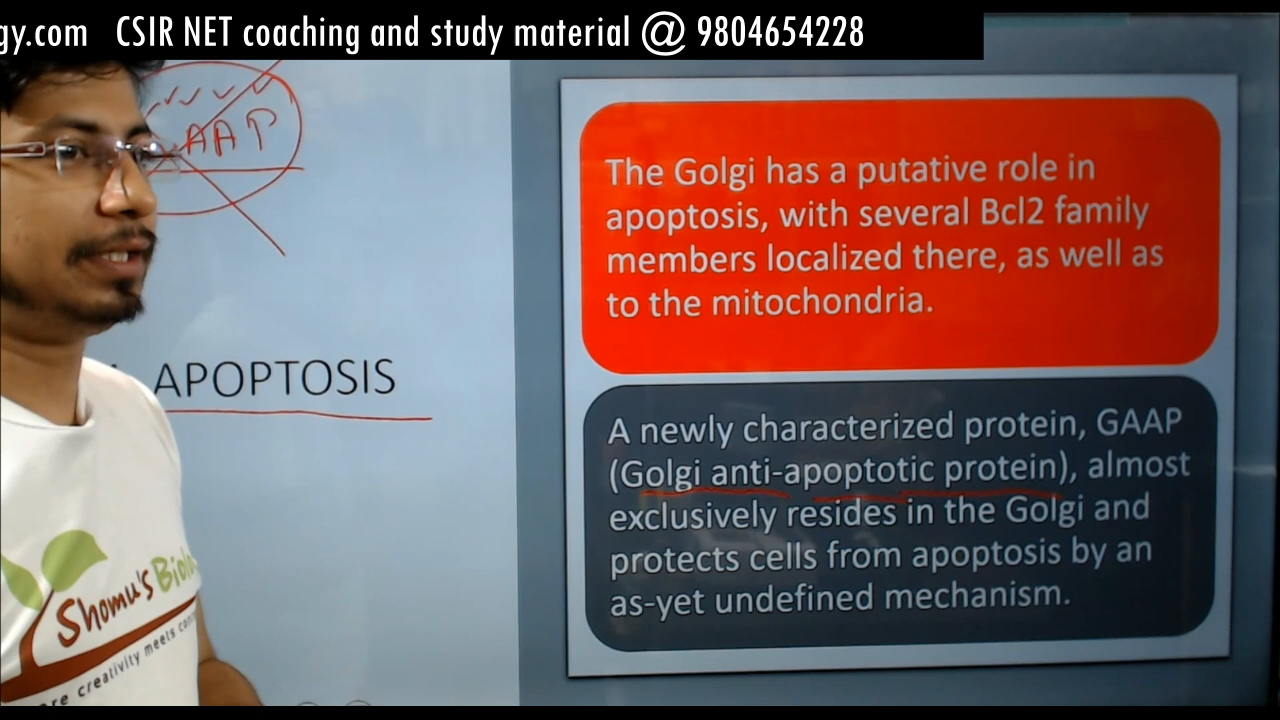 gy.com CSIR NET coaching and study material @ 9804654228
AAP
APOPTOSIS
The Golgi has a putative role in
apoptosis, with several Bcl2 family
members localized there, as well as
to the mitochondria.
A newly characterized protein, GAAP
(Golgi anti-apoptotic protein), almost
exclusively resides in the Golgi and
protects cells from apoptosis by an
as-yet undefined mechanism.
Shomu's Biolo
ore creativity meets